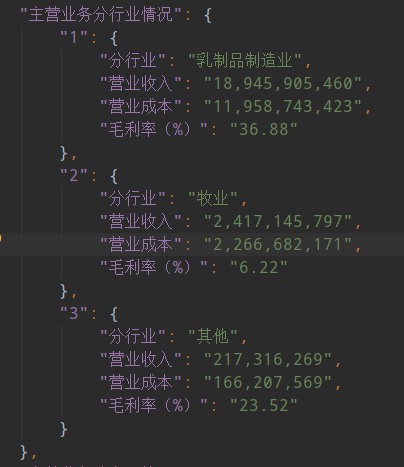 "主营业务分行业情况": {
"1": {
"分行业": "乳制品制造业",
"营业收入": "18,945,905,460",
"营业成本": "11,958,743,423",
"毛利率（%）": "36.88"
},
"2": {
"分行业": "牧业",
"营业收入": "2,417,145,797",
"营业成本": "2,266,682,171",
"毛利率（%）": "6.22"
},
"3": {
"分行业": "其他",
"营业收入": "217,316,269",
"营业成本": "166,207,569",
"毛利率（%）": "23.52"
}
},